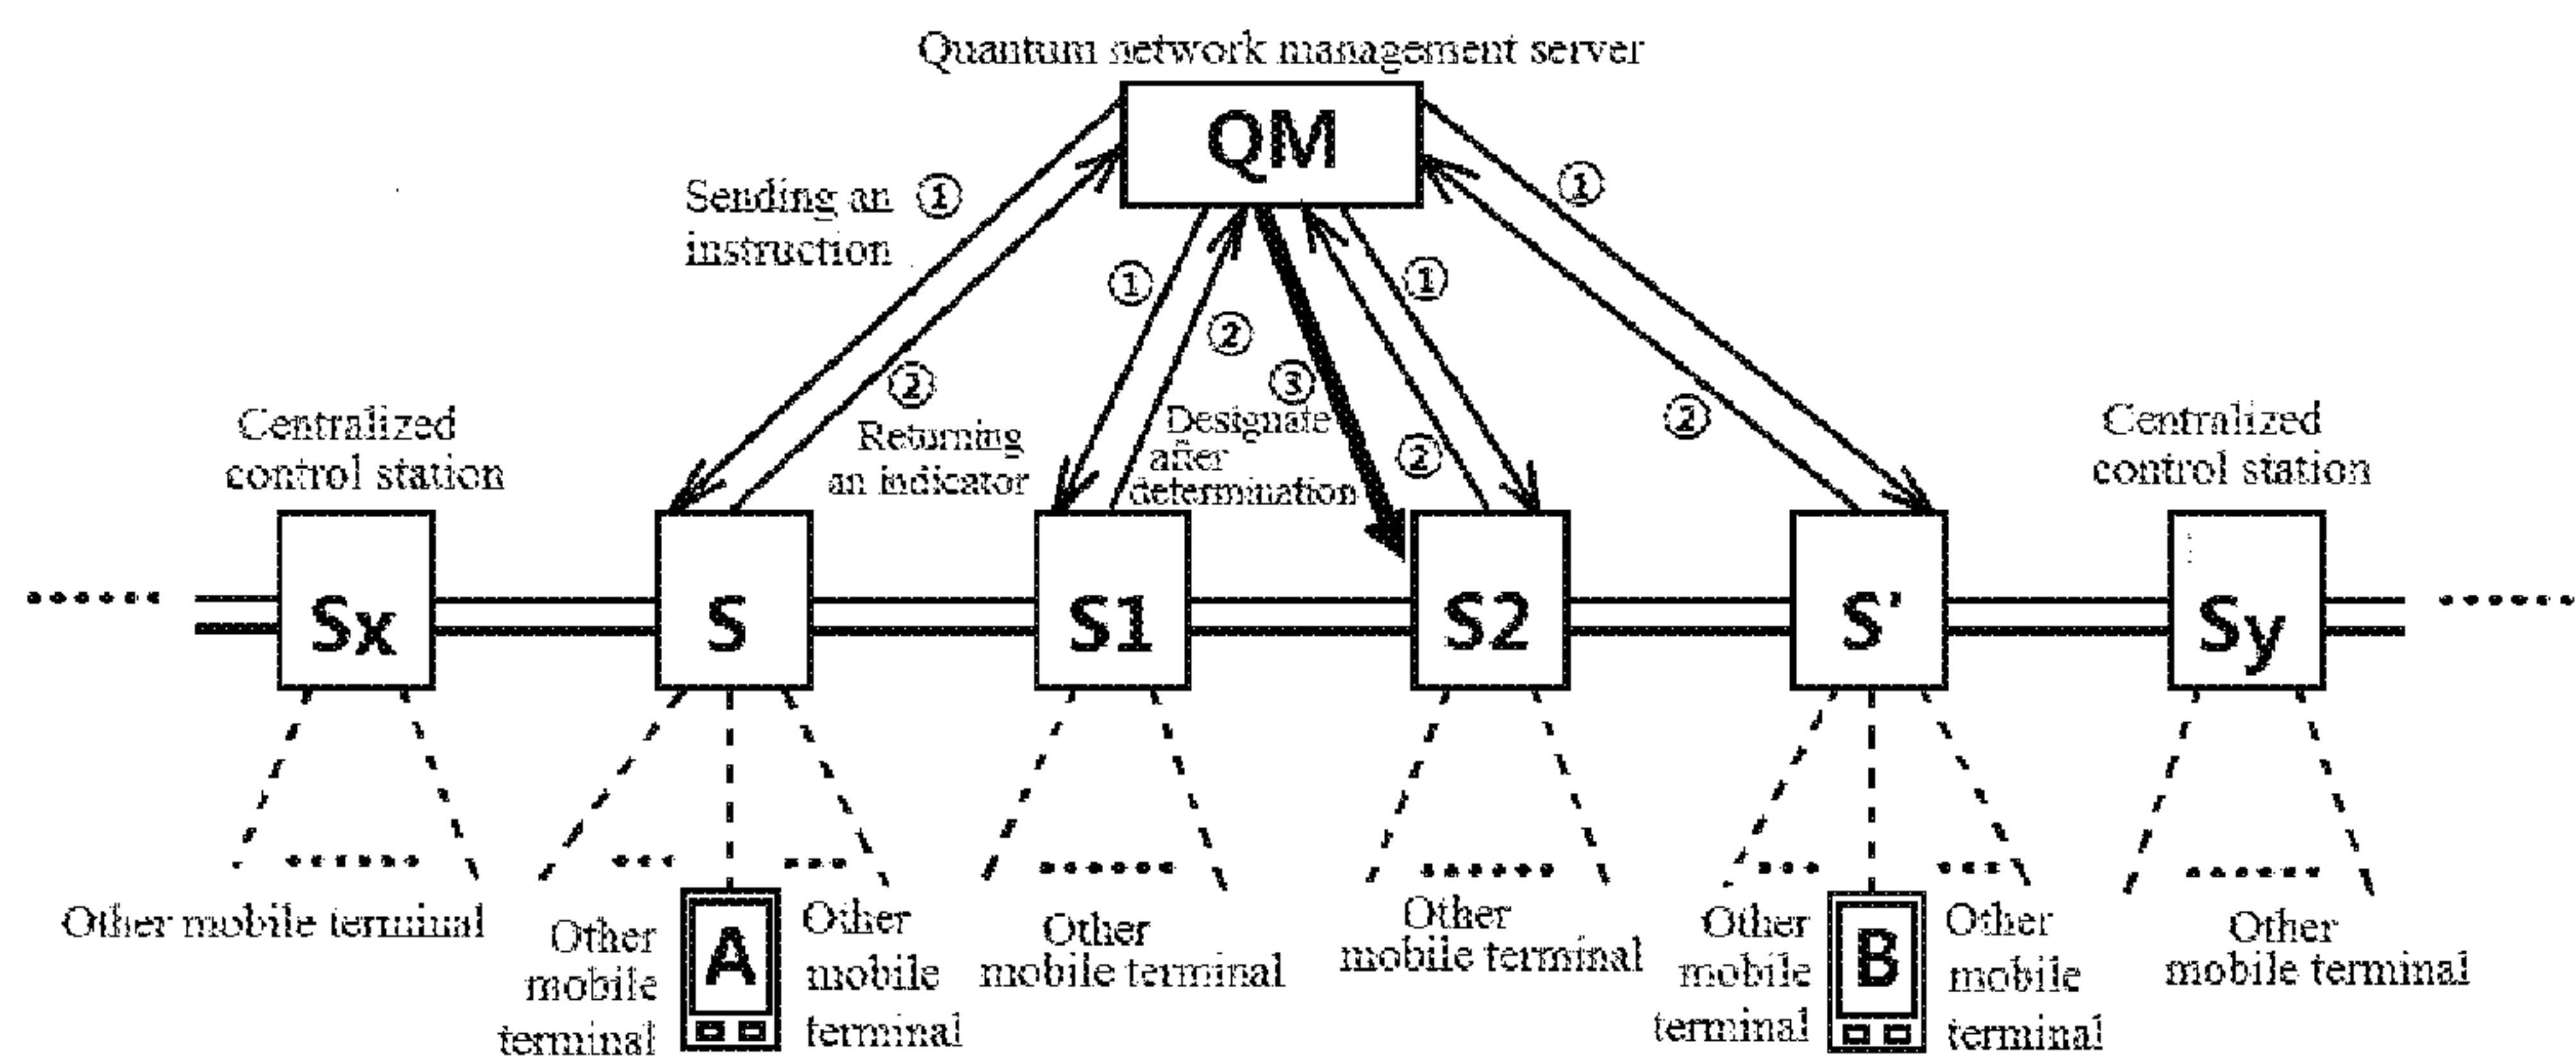 Quantum network management server
QM
Sending an ①
instruction
①
①
①
②
②
③
②
②
Returning
an indicator
Designate
after
determination
Centralized
control station
Centralized
control station
Sx
S
S1
S2
S'
Sy
Other mobile terminal
Other
mobile
terminal
A
Other
mobile
terminal
Other
mobile terminal
Other
mobile terminal
Other
mobile
terminal
B
Other
mobile
terminal
Other
mobile terminal